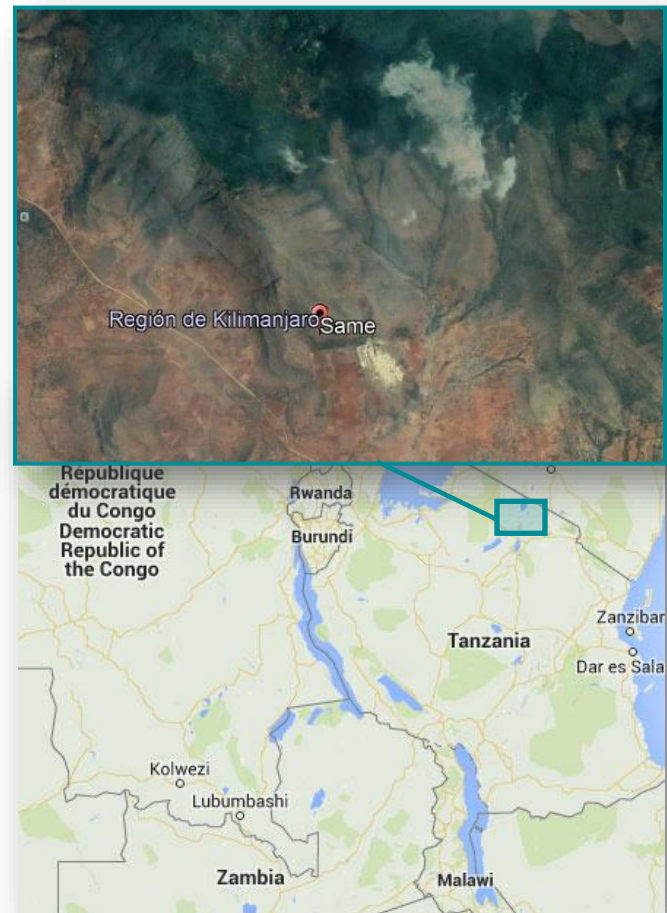 Región de Kilimanjaro
Same
République
démocratique
du Congo
Democratic
Republic of
the Congo
Rwanda
Burundi
Tanzania
Zanzibar
Dar es Sala
Kolwezi
Lubumbashi
Zambia
Malawi